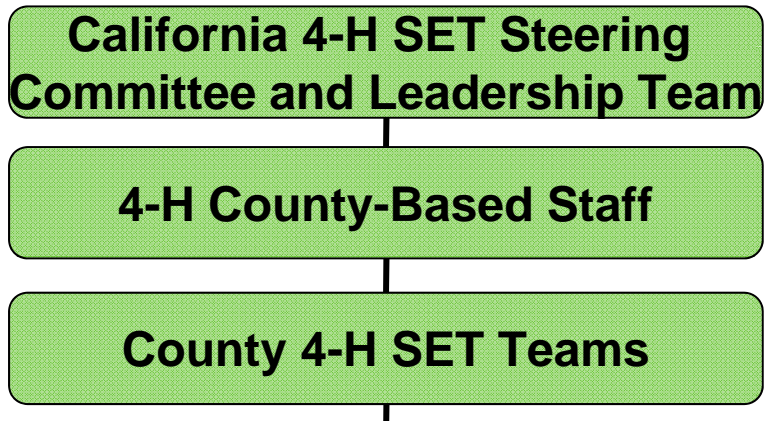 California 4-H SET Steering
Committee and Leadership Team
4-H County-Based Staff
County 4-H SET Teams